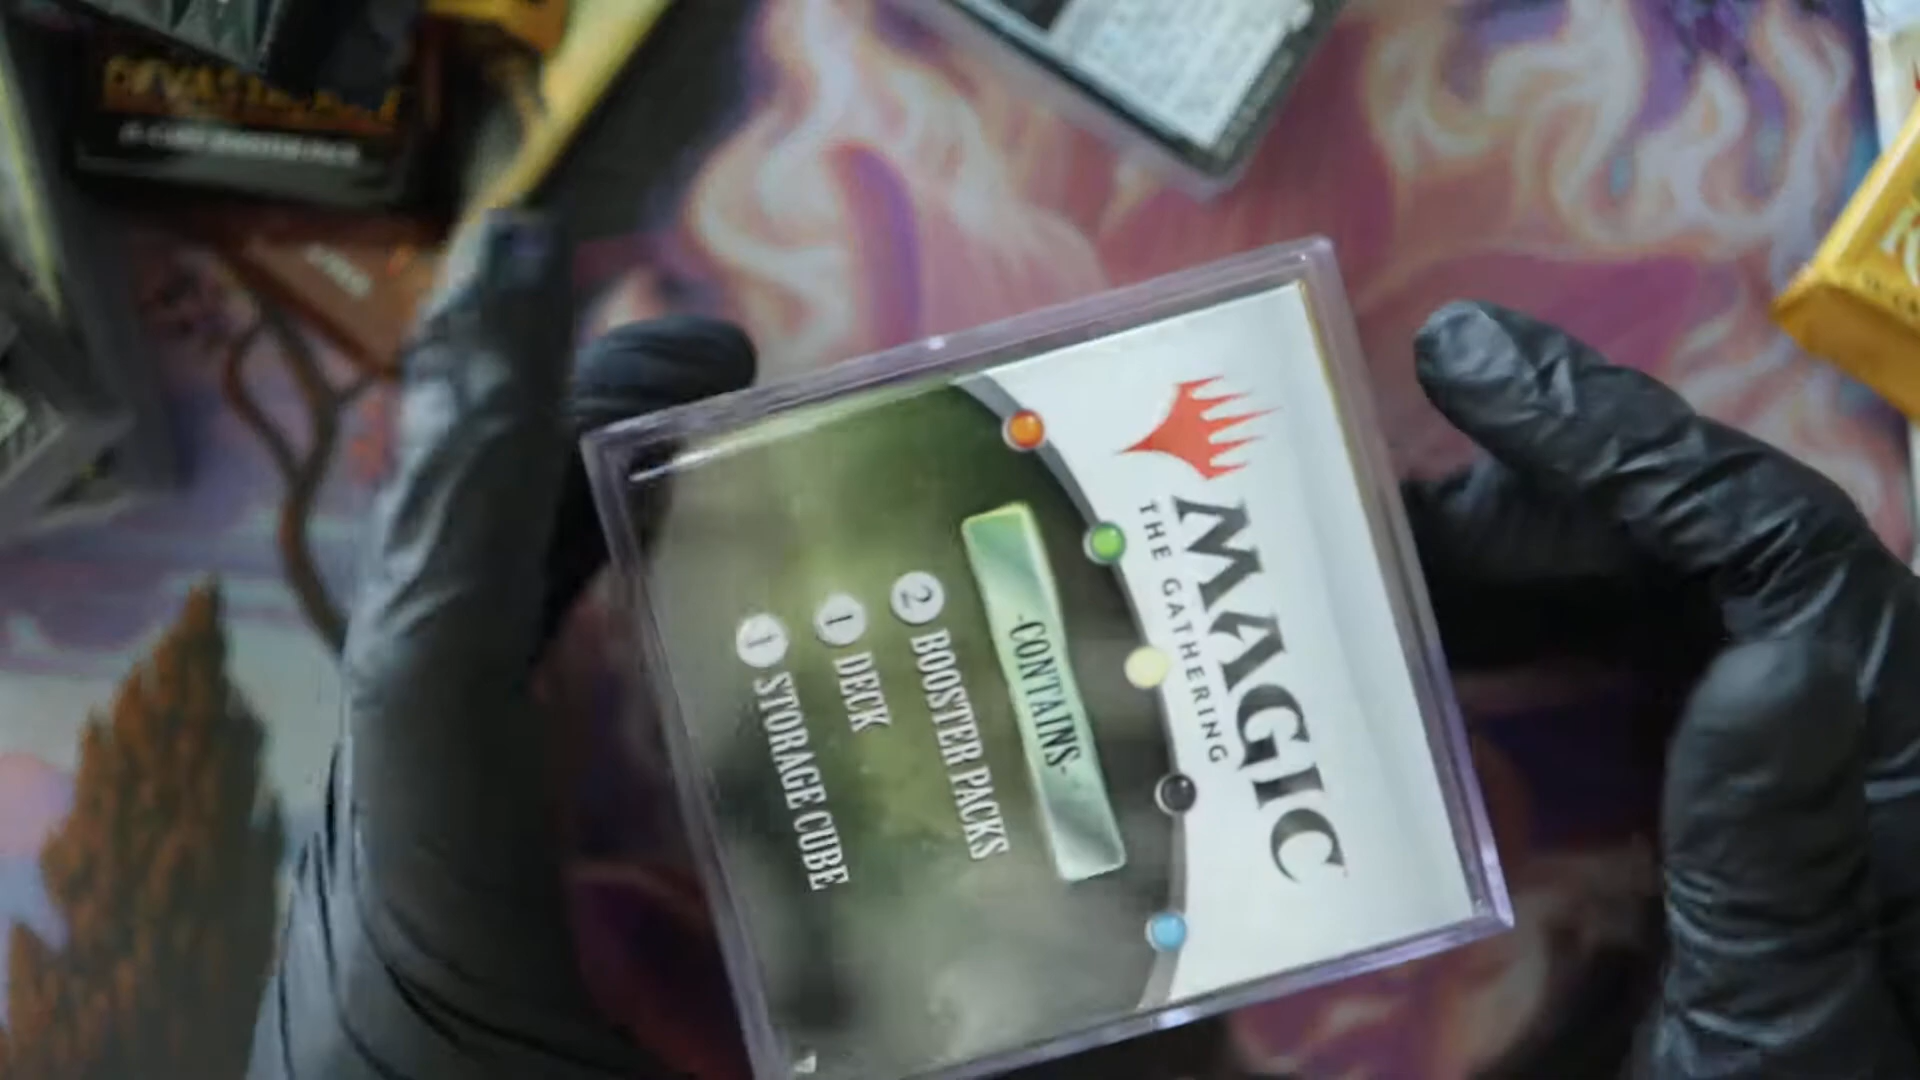 MAGIC
THE GATHERING
-CONTAINS-
2 BOOSTER PACKS
1 DECK
1 STORAGE CUBE